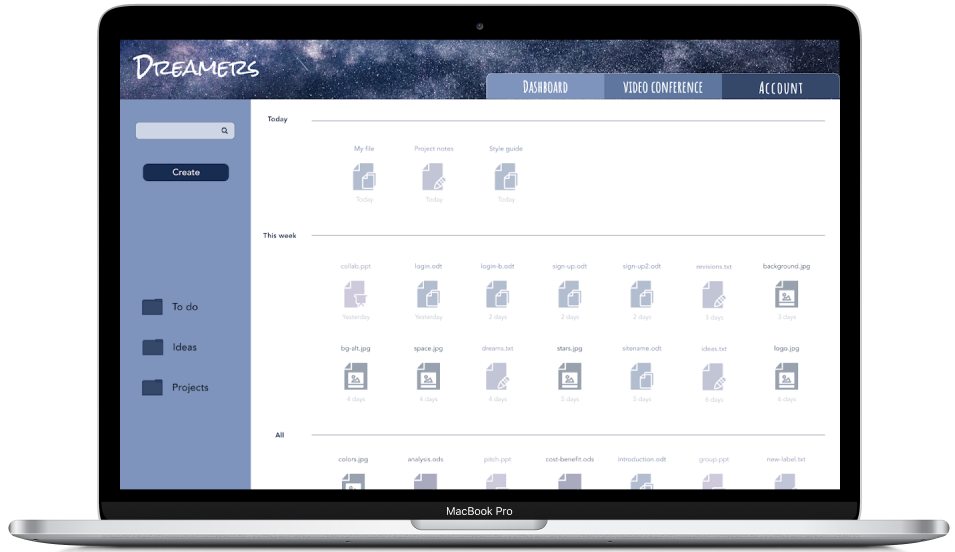 Dreamers
Dashboard
VIDEO CONFERENCE
Account
Create
To do
Ideas
Projects
Today
My file
Project notes
Style guide
Today
Today
Today
This week
collab.ppt
login.odt
login-b.odt
sign-up.odt
sign-up2.odt
revisions.txt
background.jpg
Yesterday
Yesterday
2 days
2 days
2 days
3 days
3 days
bg-alt.jpg
space.jpg
dreams.txt
stars.jpg
sitename.odt
ideas.txt
logo.jpg
4 days
4 days
4 days
5 days
5 days
6 days
6 days
All
colors.jpg
analysis.ods
pitch.ppt
cost-benefit.ods
introduction.odt
group.ppt
new-label.txt
MacBook Pro